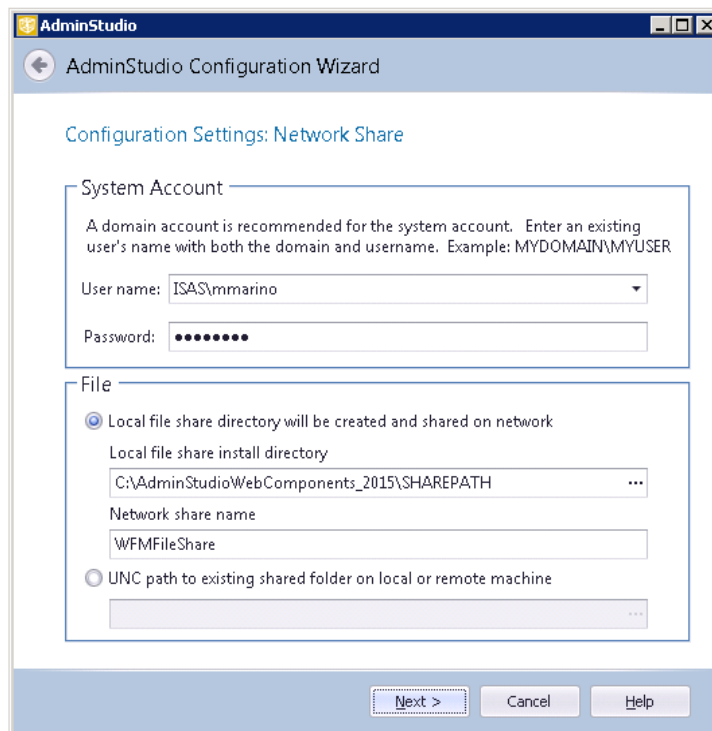 AdminStudio
AdminStudio Configuration Wizard
Configuration Settings: Network Share
System Account
A domain account is recommended for the system account. Enter an existing
user's name with both the domain and username. Example: MYDOMAIN\MYUSER
User name: ISAS\mmarino
Password: ●●●●●●●●
File
Local file share directory will be created and shared on network
Local file share install directory
C:\AdminStudioWebComponents_2015\SHAREPATH ...
Network share name
WFMFileShare
UNC path to existing shared folder on local or remote machine
...
Next > Cancel Help